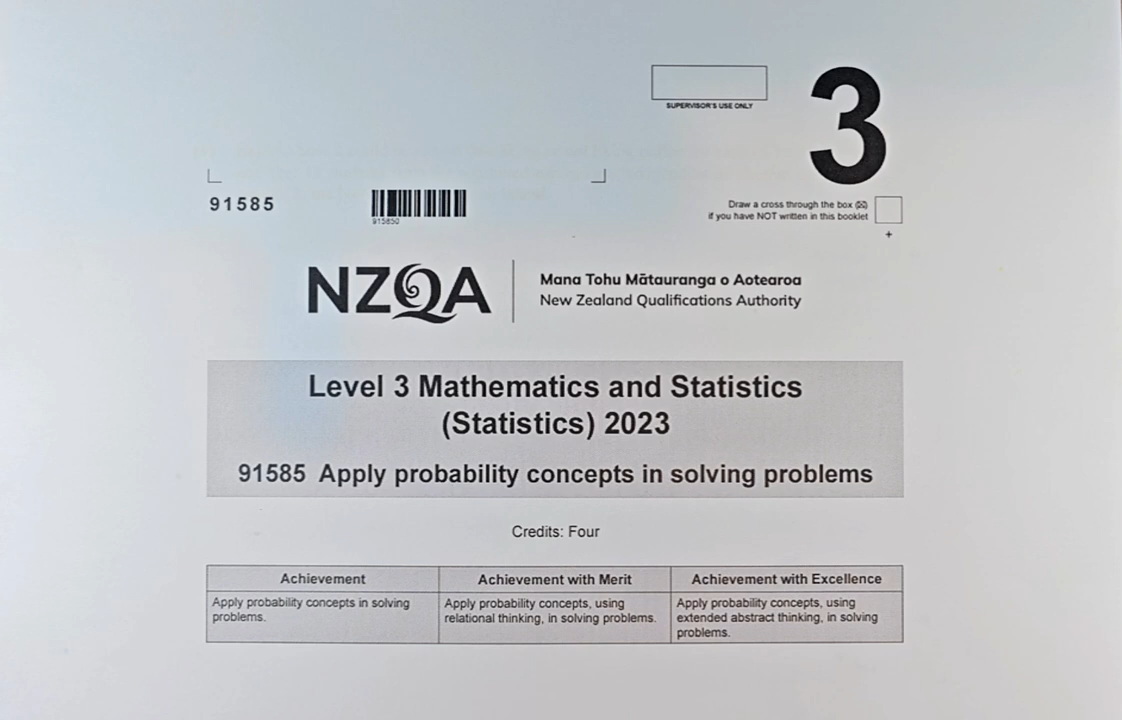 SUPERVISOR'S USE ONLY
3
91585
915850
Draw a cross through the box (☒)
if you have NOT written in this booklet
+
NZQA
Mana Tohu Mātauranga o Aotearoa
New Zealand Qualifications Authority
Level 3 Mathematics and Statistics
(Statistics) 2023
91585 Apply probability concepts in solving problems
Credits: Four
Achievement
Achievement with Merit
Achievement with Excellence
Apply probability concepts in solving
problems.
Apply probability concepts, using
relational thinking, in solving problems.
Apply probability concepts, using
extended abstract thinking, in solving
problems.